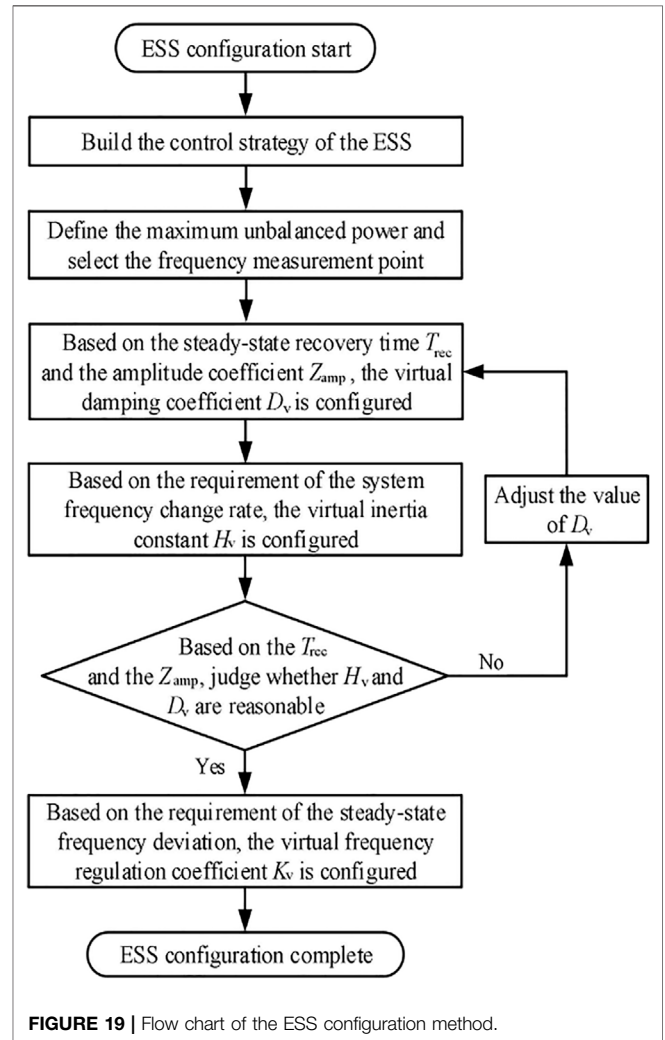 ESS configuration start
Build the control strategy of the ESS
Define the maximum unbalanced power and
select the frequency measurement point
Based on the steady-state recovery time Trec
and the amplitude coefficient Zamp, the virtual
damping coefficient Dv is configured
Based on the requirement of the system
frequency change rate, the virtual inertia
constant Hv is configured
Adjust the value
of Dv
Based on the Trec
and the Zamp, judge whether Hv and
Dv are reasonable
No
Yes
Based on the requirement of the steady-state
frequency deviation, the virtual frequency
regulation coefficient Kv is configured
ESS configuration complete
FIGURE 19 | Flow chart of the ESS configuration method.